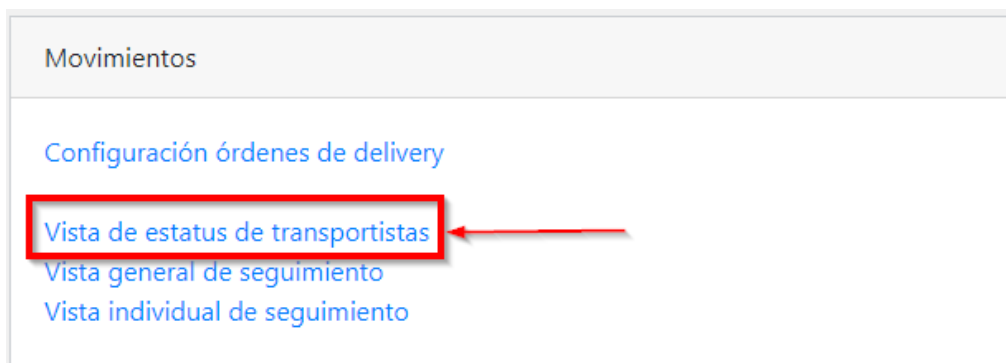 Movimientos
Configuración órdenes de delivery
Vista de estatus de transportistas
Vista general de seguimiento
Vista individual de seguimiento